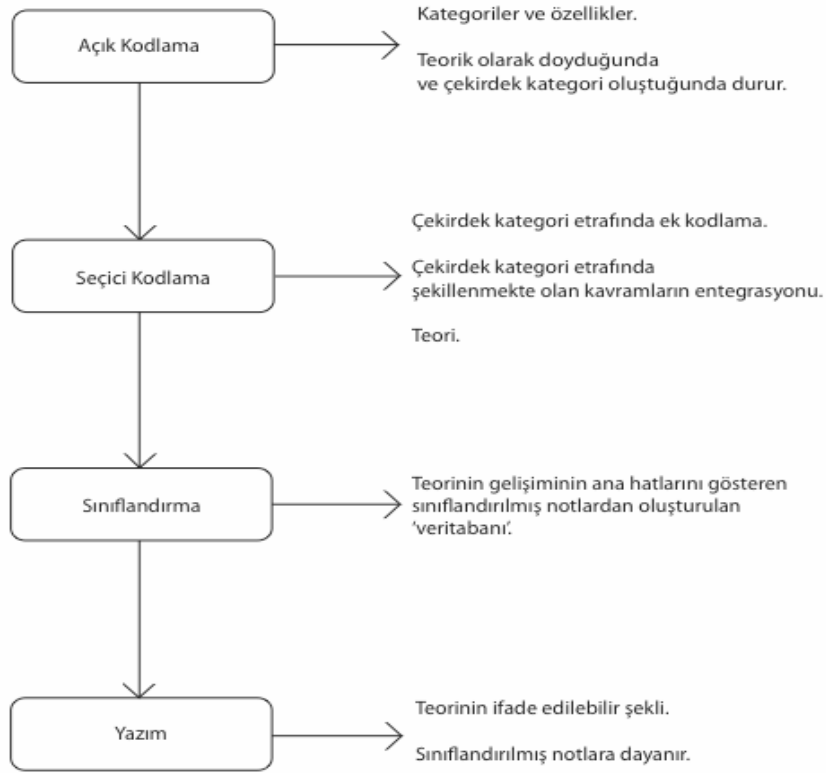 Açık Kodlama
Kategoriler ve özellikler.
Teorik olarak doyduğunda
ve çekirdek kategori oluştuğunda durur.
Seçici Kodlama
Çekirdek kategori etrafında ek kodlama.
Çekirdek kategori etrafında
şekillenmekte olan kavramların entegrasyonu.
Teori.
Sınıflandırma
Teorinin gelişiminin ana hatlarını gösteren
sınıflandırılmış notlardan oluşturulan
‘veritabanı’.
Yazım
Teorinin ifade edilebilir şekli.
Sınıflandırılmış notlara dayanır.